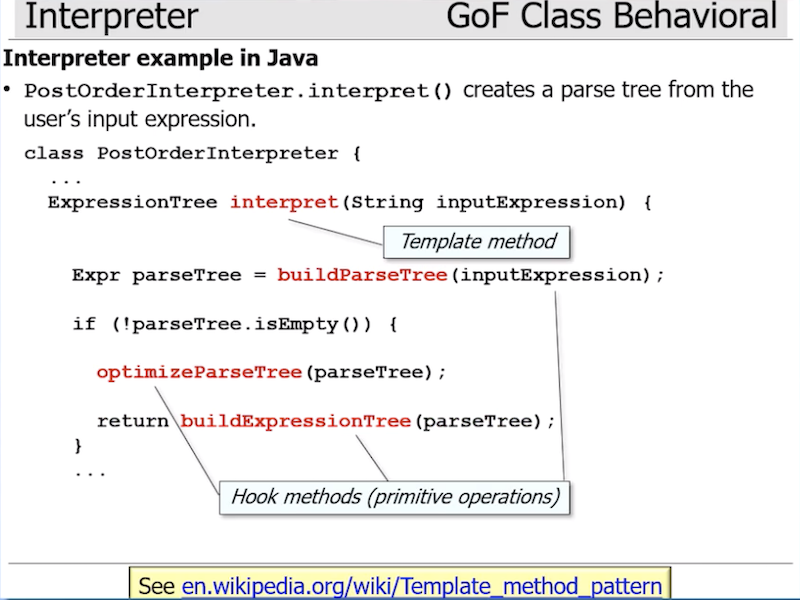 Interpreter GoF Class Behavioral
Interpreter example in Java
• PostOrderInterpreter.interpret() creates a parse tree from the
user's input expression.
class PostOrderInterpreter {
...
ExpressionTree interpret(String inputExpression) {
Template method
Expr parseTree = buildParseTree(inputExpression);
if (!parseTree.isEmpty()) {
optimizeParseTree(parseTree);
return buildExpressionTree(parseTree);
}
...
Hook methods (primitive operations)
See en.wikipedia.org/wiki/Template_method_pattern